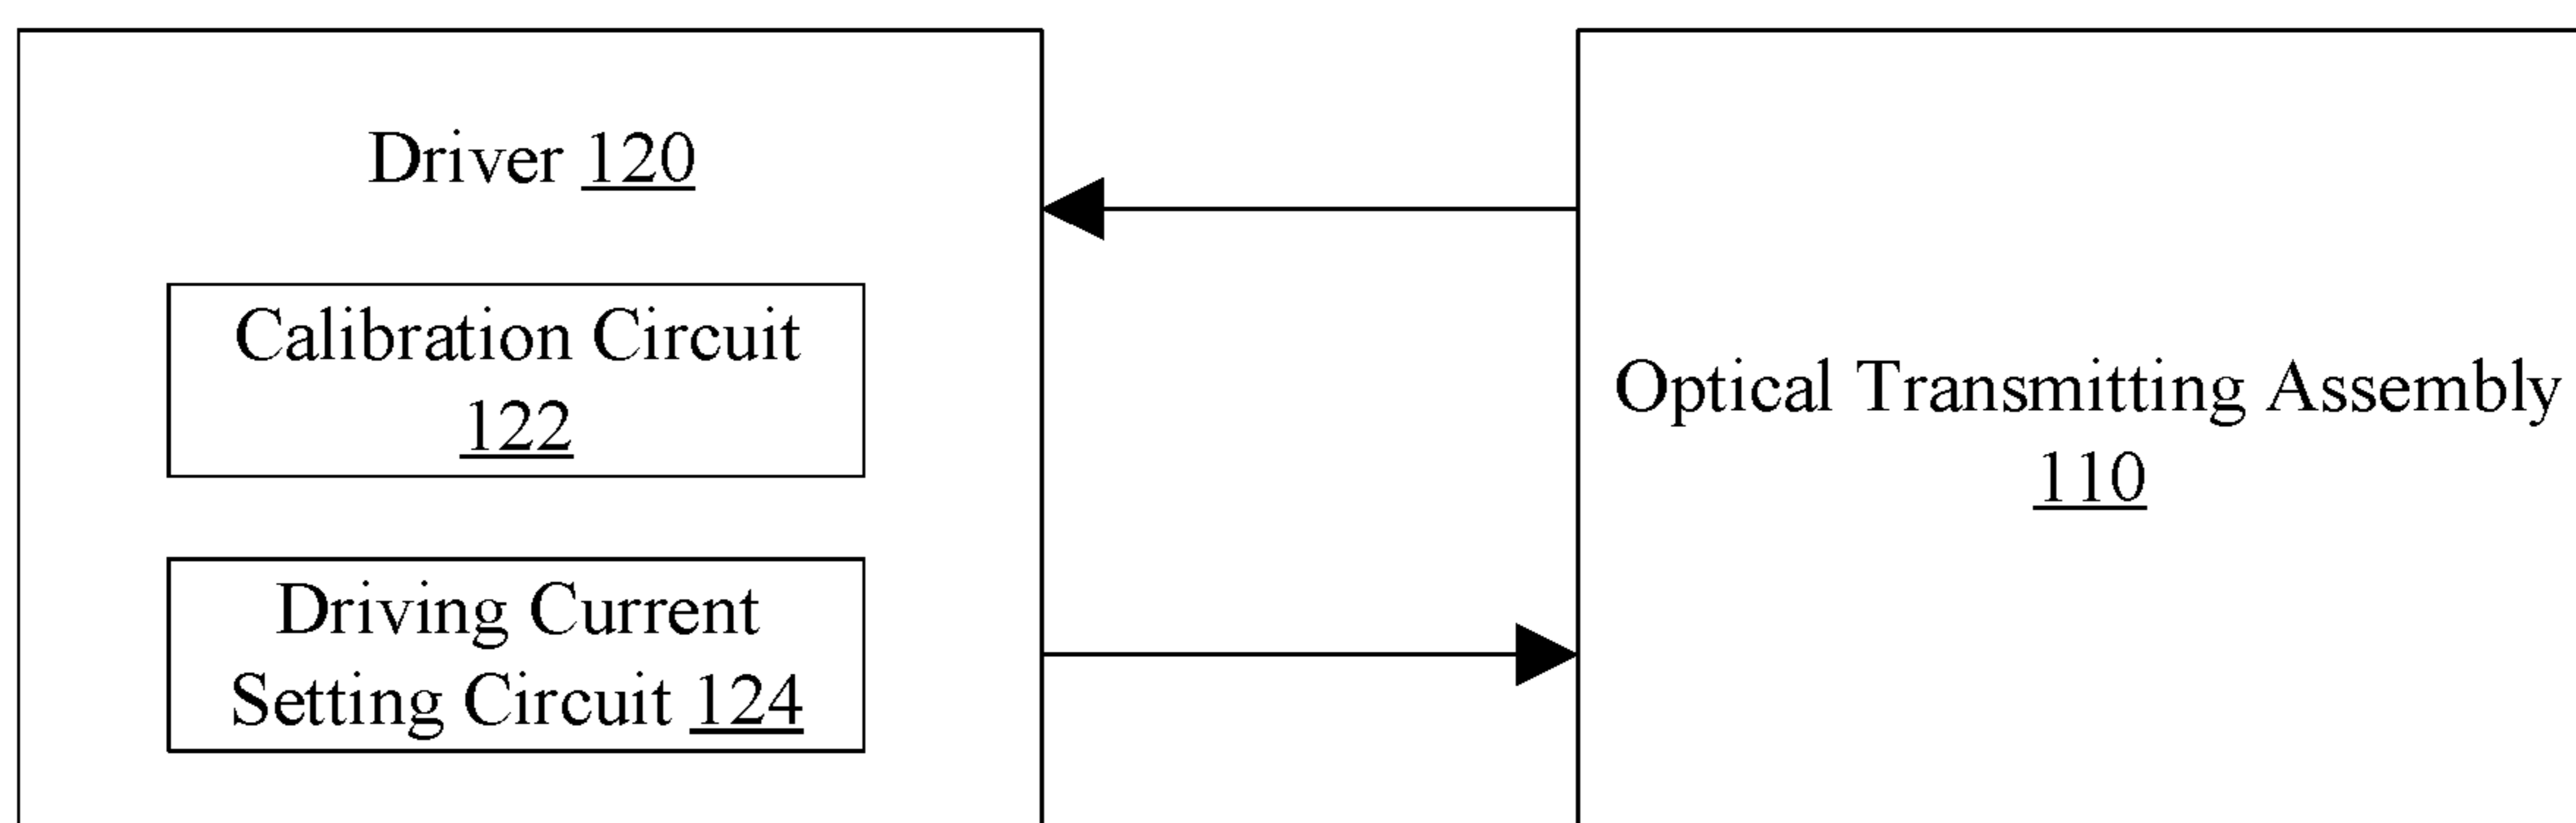 Driver 120
Calibration Circuit
122
Driving Current
Setting Circuit 124
Optical Transmitting Assembly
110